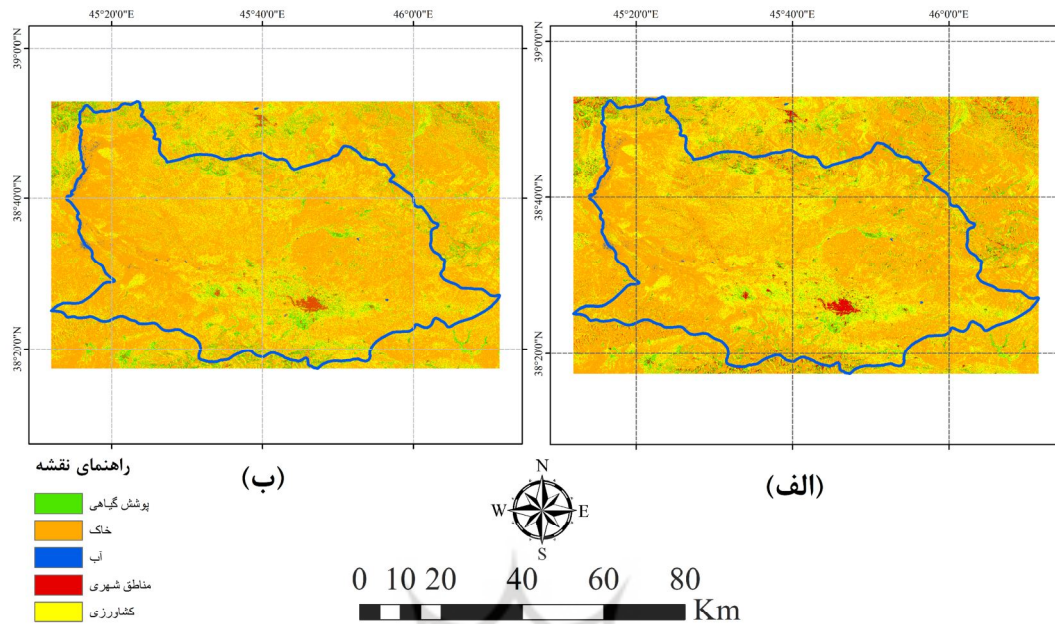 45°20'0"E 45°40'0"E 46°0'0"E
45°20'0"E 45°40'0"E 46°0'0"E
39°0'0"N
38°40'0"N
38°20'0"N
39°0'0"N
38°40'0"N
38°20'0"N
(الف)
(ب)
راهنمای نقشه
پوشش گیاهی
خاک
آب
مناطق شهری
کشاورزی
N
W E
S
0 10 20 40 60 80
Km